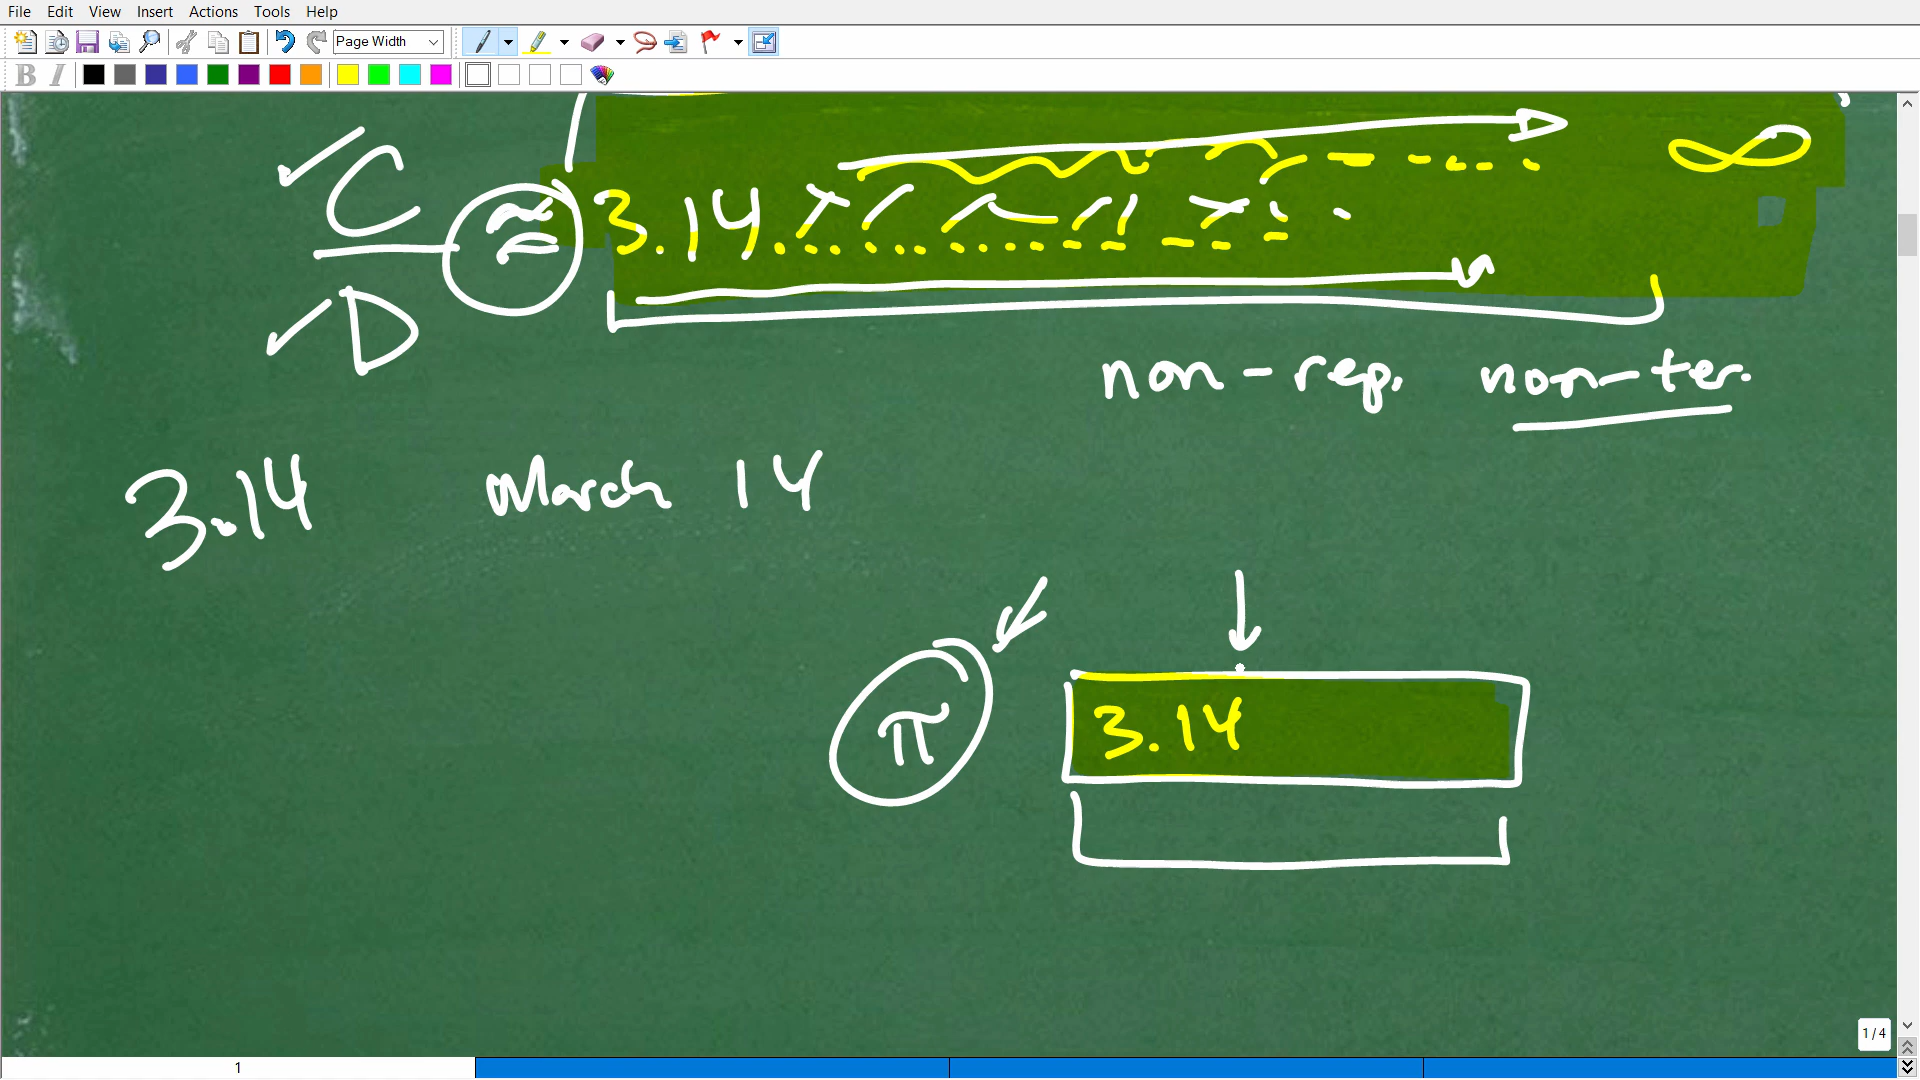 File Edit View Insert Actions Tools Help
Page Width
B I
C
D
≈ 3.14
∞
non-rep. non-ter.
3.14 March 14
π 3.14
1 / 4
1